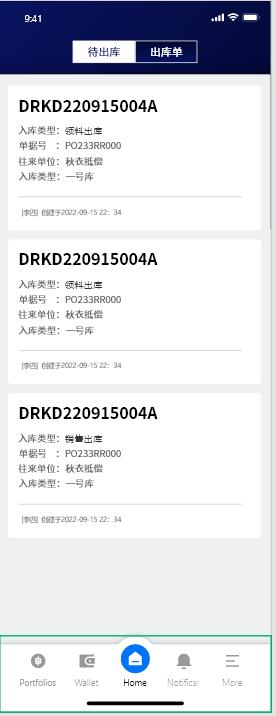 9:41
待出库 出库单
DRKD220915004A
入库类型：领料出库
单据号 ：PO233RR000
往来单位：秋衣抵偿
入库类型：一号库
[李四] 创建于2022-09-15 22：34
DRKD220915004A
入库类型：领料出库
单据号 ：PO233RR000
往来单位：秋衣抵偿
入库类型：一号库
[李四] 创建于2022-09-15 22：34
DRKD220915004A
入库类型：销售出库
单据号 ：PO233RR000
往来单位：秋衣抵偿
入库类型：一号库
[李四] 创建于2022-09-15 22：34
Portfolios Wallet Home Notificat More